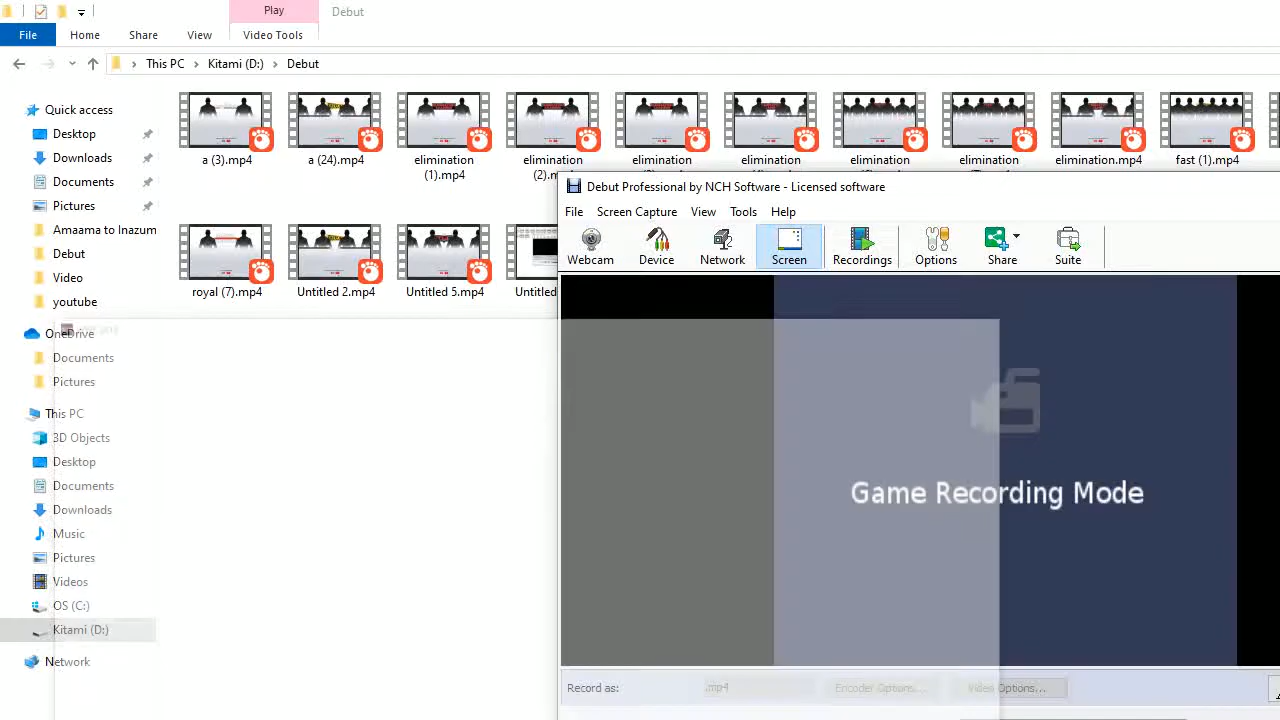 Play
Debut
File
Home
Share
View
Video Tools
This PC
Kitami (D:)
Debut
Quick access
Desktop
Downloads
Documents
Pictures
Amaama to Inazum
Debut
Video
youtube
OneDrive
Documents
Pictures
This PC
3D Objects
Desktop
Documents
Downloads
Music
Pictures
Videos
OS (C:)
Kitami (D:)
Network
a (3).mp4
a (24).mp4
elimination
(1).mp4
elimination
(2).m
elimination
elimination
elimination
elimination
elimination.mp4
fast (1).mp4
royal (7).mp4
Untitled 2.mp4
Untitled 5.mp4
Untitled
Debut Professional by NCH Software - Licensed software
File
Screen Capture
View
Tools
Help
Webcam
Device
Network
Screen
Recordings
Options
Share
Suite
Game Recording Mode
Record as:
.mp4
Encoder Options...
Video Options...